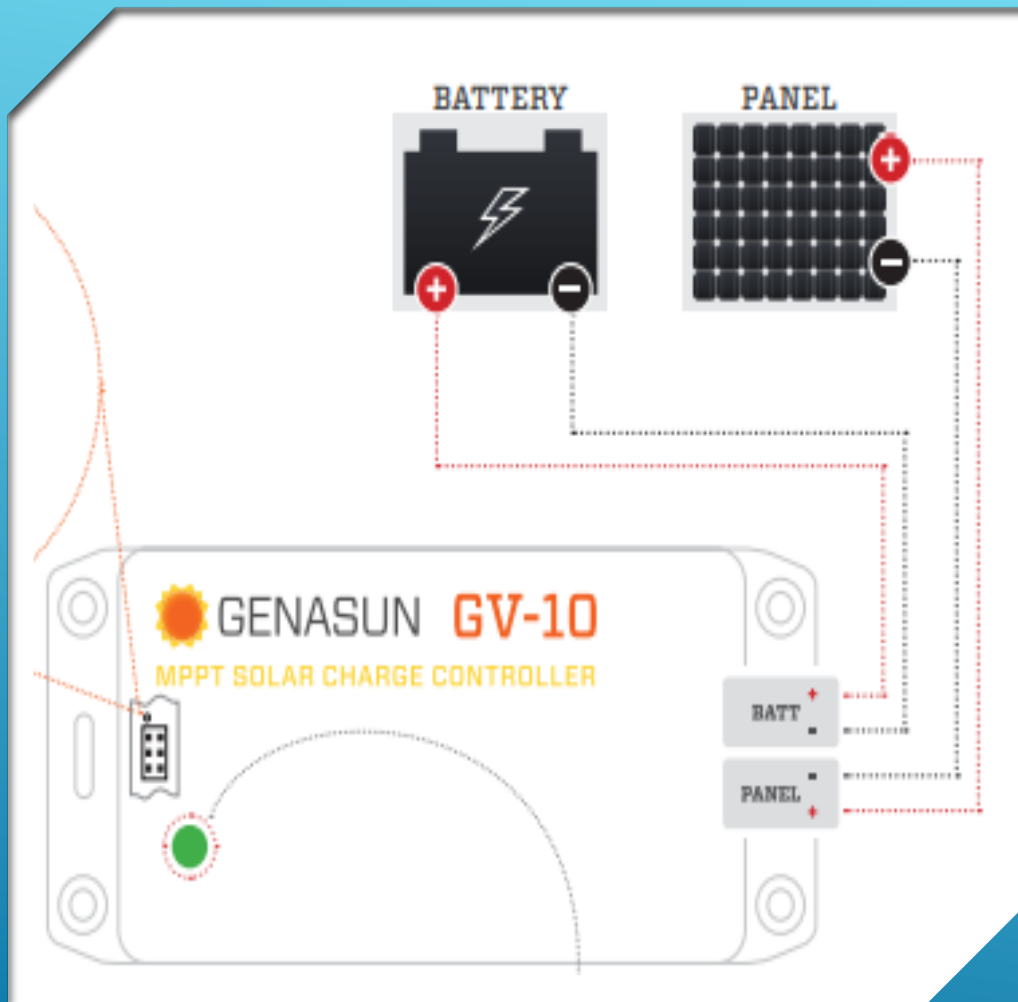 BATTERY
PANEL
+
−
+
−
GENASUN GV-10
MPPT SOLAR CHARGE CONTROLLER
BATT
+
-
PANEL
-
+